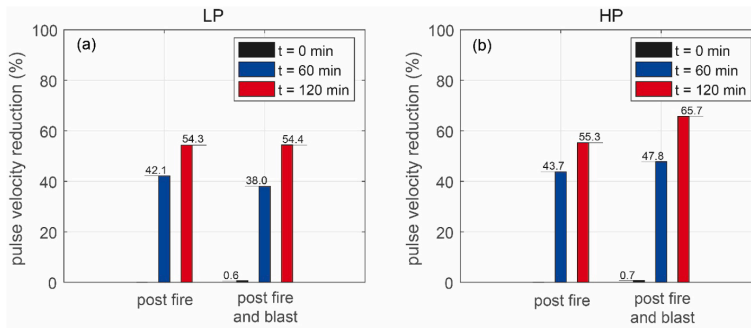 LP
(a)
t = 0 min
t = 60 min
t = 120 min
pulse velocity reduction (%)
100
80
60
40
20
0
42.1
54.3
0.6
38.0
54.4
post fire
post fire
and blast
HP
(b)
t = 0 min
t = 60 min
t = 120 min
pulse velocity reduction (%)
100
80
60
40
20
0
43.7
55.3
0.7
47.8
65.7
post fire
post fire
and blast